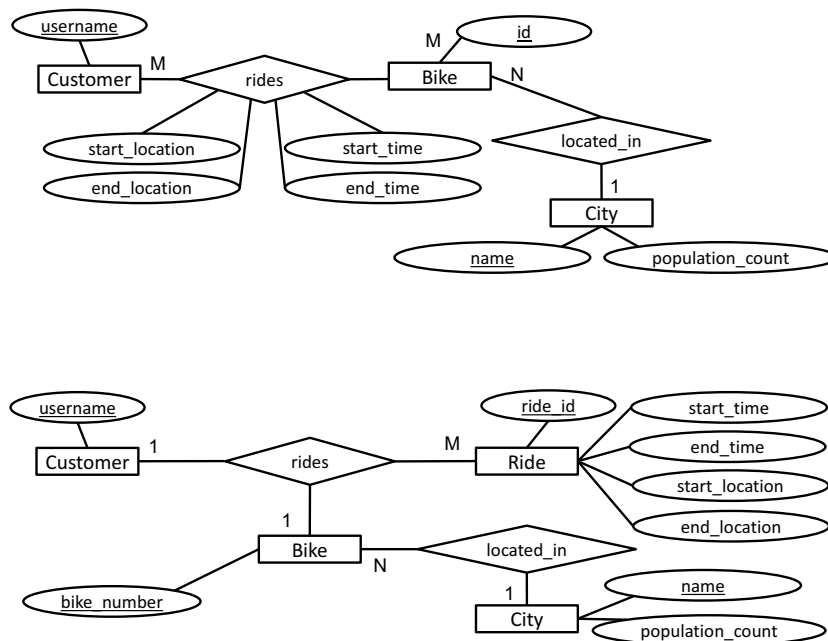 username
id
M
Customer
M
rides
Bike
N
start_location
start_time
located_in
end_location
end_time
1
City
name
population_count
username
ride_id
start_time
1
M
end_time
Customer
rides
Ride
start_location
1
end_location
Bike
N
located_in
bike_number
1
name
City
population_count